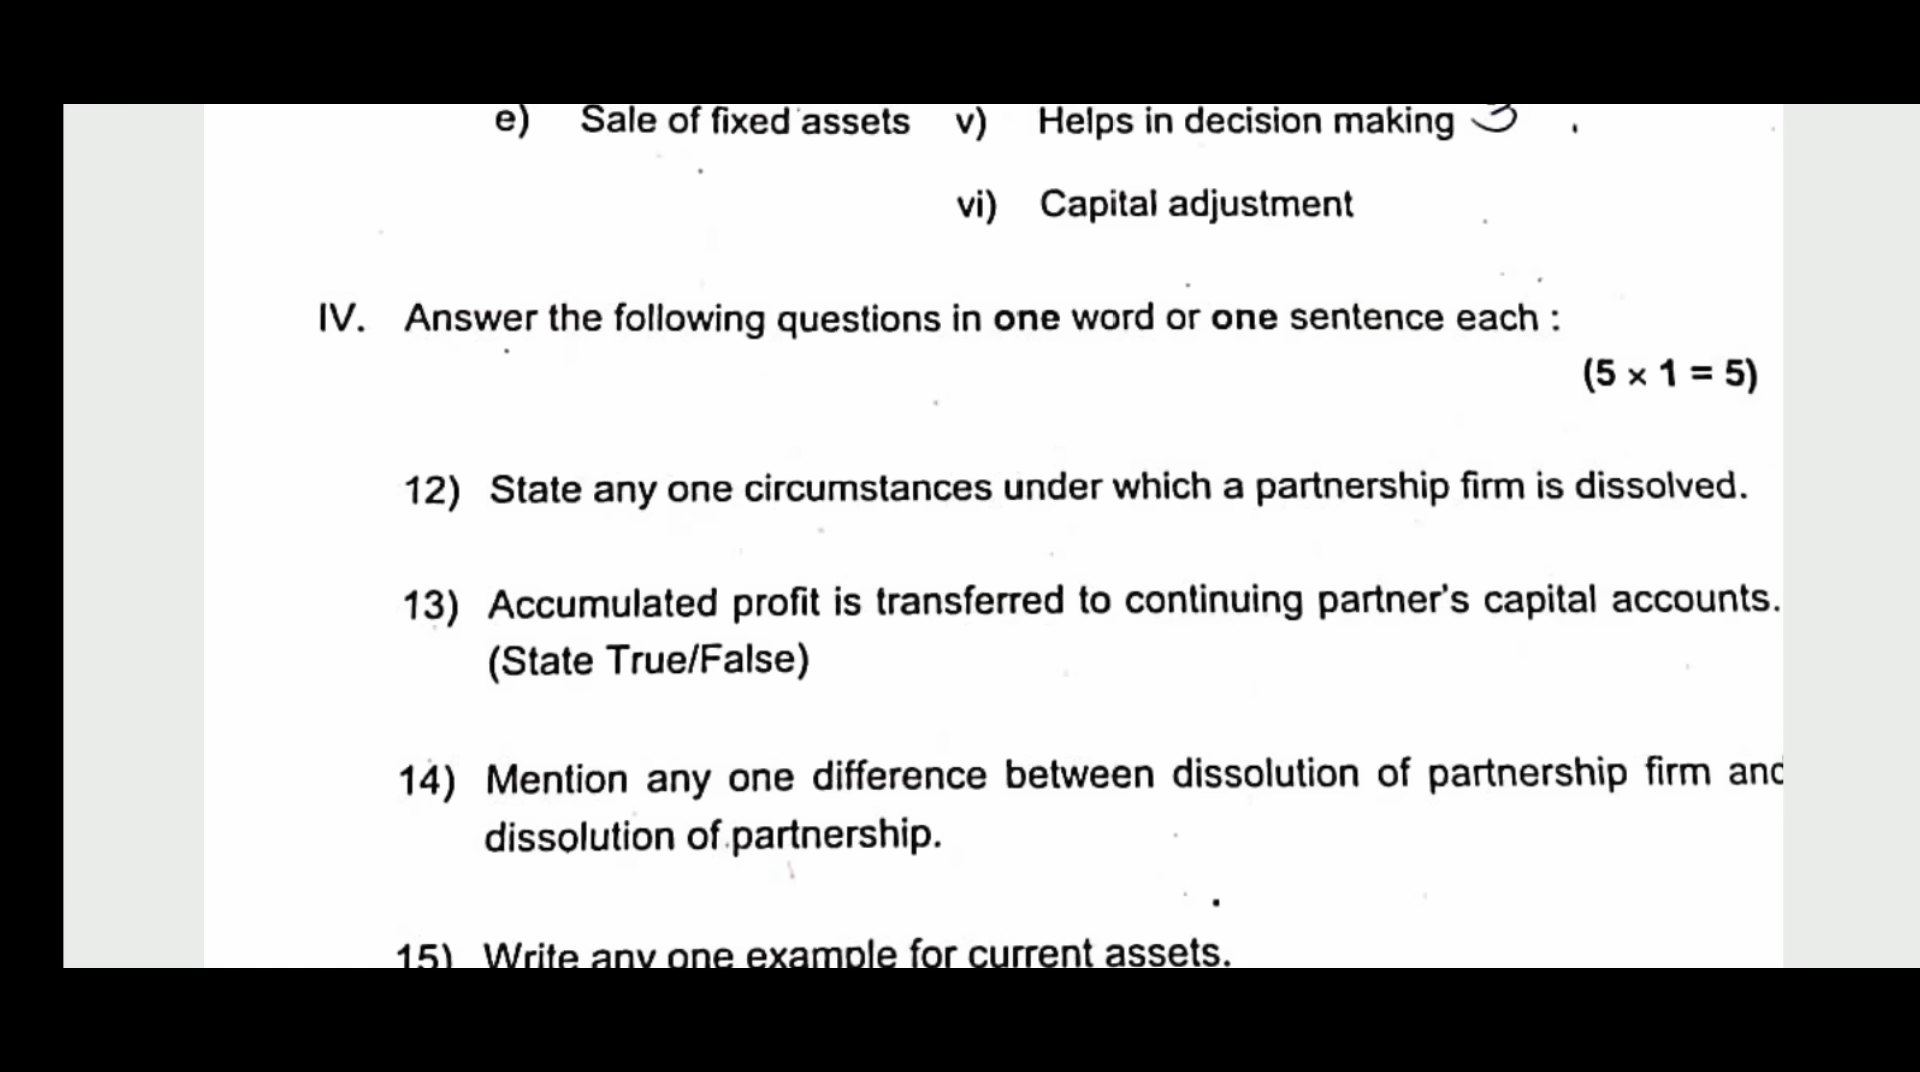 e) Sale of fixed assets v) Helps in decision making
vi) Capital adjustment
IV. Answer the following questions in one word or one sentence each :
(5 × 1 = 5)
12) State any one circumstances under which a partnership firm is dissolved.
13) Accumulated profit is transferred to continuing partner's capital accounts.
(State True/False)
14) Mention any one difference between dissolution of partnership firm and
dissolution of partnership.
15) Write any one example for current assets.